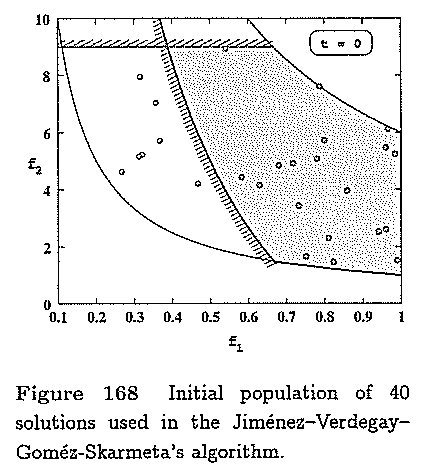 10
t = 0
8
6
f₂
4
2
0
0.1 0.2 0.3 0.4 0.5 0.6 0.7 0.8 0.9 1
f₁
Figure 168 Initial population of 40
solutions used in the Jiménez–Verdegay–
Goméz-Skarmeta's algorithm.